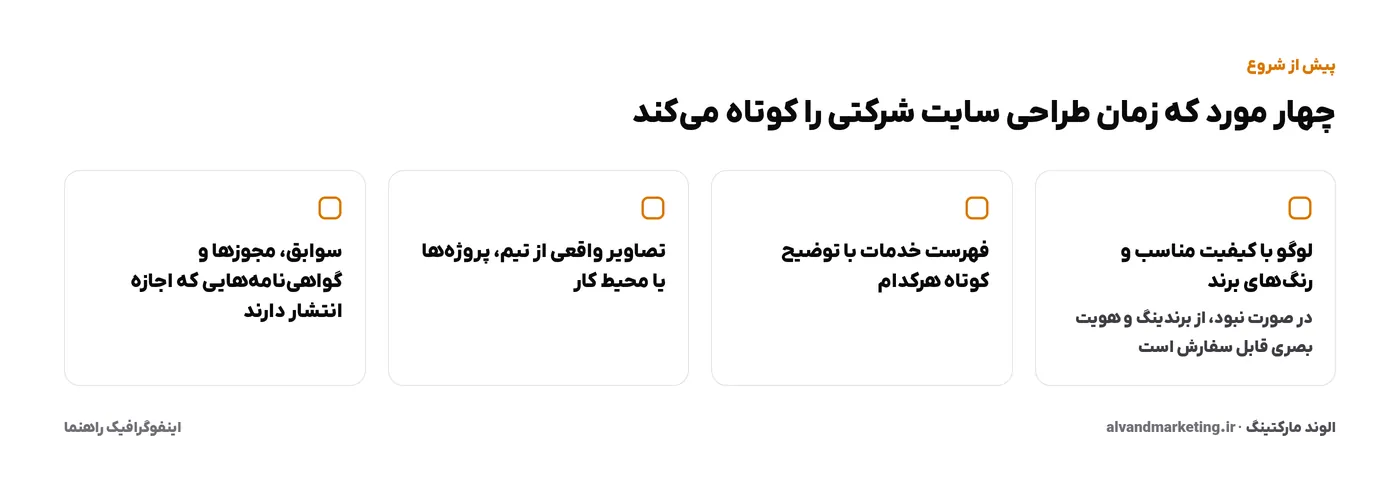 پیش از شروع
چهار مورد که زمان طراحی سایت شرکتی را کوتاه می‌کند
لوگو با کیفیت مناسب و
رنگ‌های برند
در صورت نبود، از برندینگ و هویت
بصری قابل سفارش است
فهرست خدمات با توضیح
کوتاه هرکدام
تصاویر واقعی از تیم، پروژه‌ها
یا محیط کار
سوابق، مجوزها و
گواهی‌نامه‌هایی که اجازه
انتشار دارند
الوند مارکتینگ · alvandmarketing.ir
اینفوگرافیک راهنما